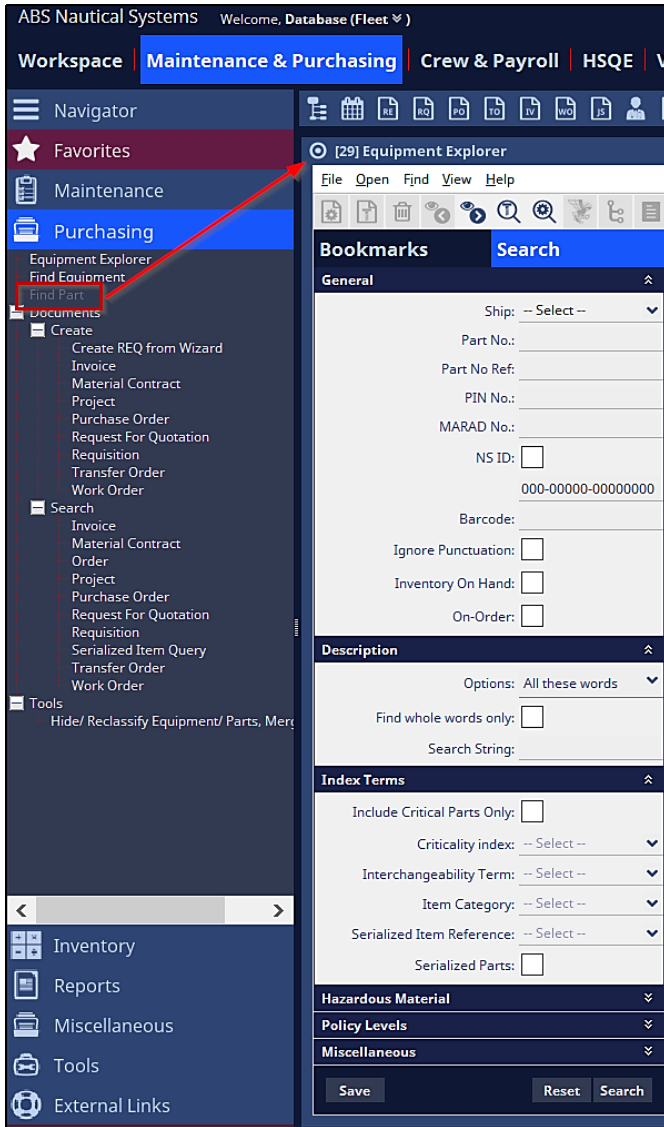 ABS Nautical Systems Welcome, Database (Fleet )
Workspace Maintenance & Purchasing Crew & Payroll HSQE
Navigator
Favorites
Maintenance
Purchasing
Equipment Explorer
Find Equipment
Find Part
Documents
Create
Create REQ from Wizard
Invoice
Material Contract
Project
Purchase Order
Request For Quotation
Requisition
Transfer Order
Work Order
Search
Invoice
Material Contract
Order
Project
Purchase Order
Request For Quotation
Requisition
Serialized Item Query
Transfer Order
Work Order
Tools
Hide/ Reclassify Equipment/ Parts, Merg
Inventory
Reports
Miscellaneous
Tools
External Links
RE RQ PO TO IV WO JS
[29] Equipment Explorer
File Open Find View Help
Bookmarks Search
General
Ship: -- Select --
Part No.:
Part No Ref:
PIN No.:
MARAD No.:
NS ID:
000-00000-00000000
Barcode:
Ignore Punctuation:
Inventory On Hand:
On-Order:
Description
Options: All these words
Find whole words only:
Search String:
Index Terms
Include Critical Parts Only:
Criticality index: -- Select --
Interchangeability Term: -- Select --
Item Category: -- Select --
Serialized Item Reference: -- Select --
Serialized Parts:
Hazardous Material
Policy Levels
Miscellaneous
Save Reset Search